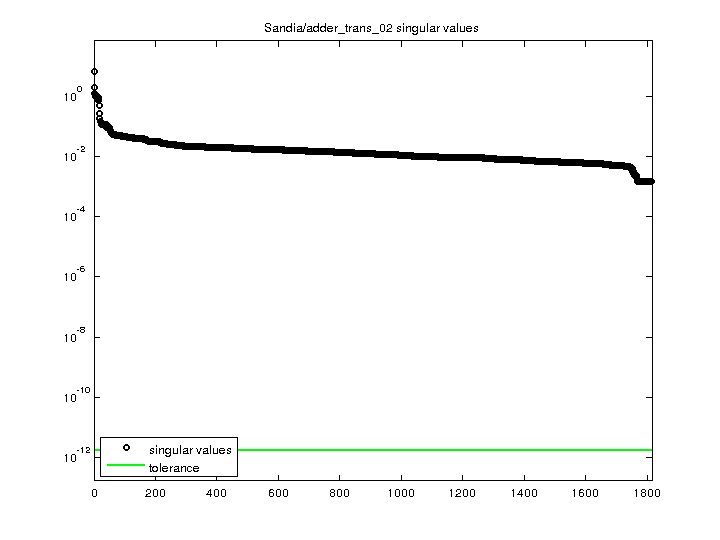 Sandia/adder_trans_02 singular values
10^0
10^-2
10^-4
10^-6
10^-8
10^-10
10^-12
singular values
tolerance
0 200 400 600 800 1000 1200 1400 1600 1800